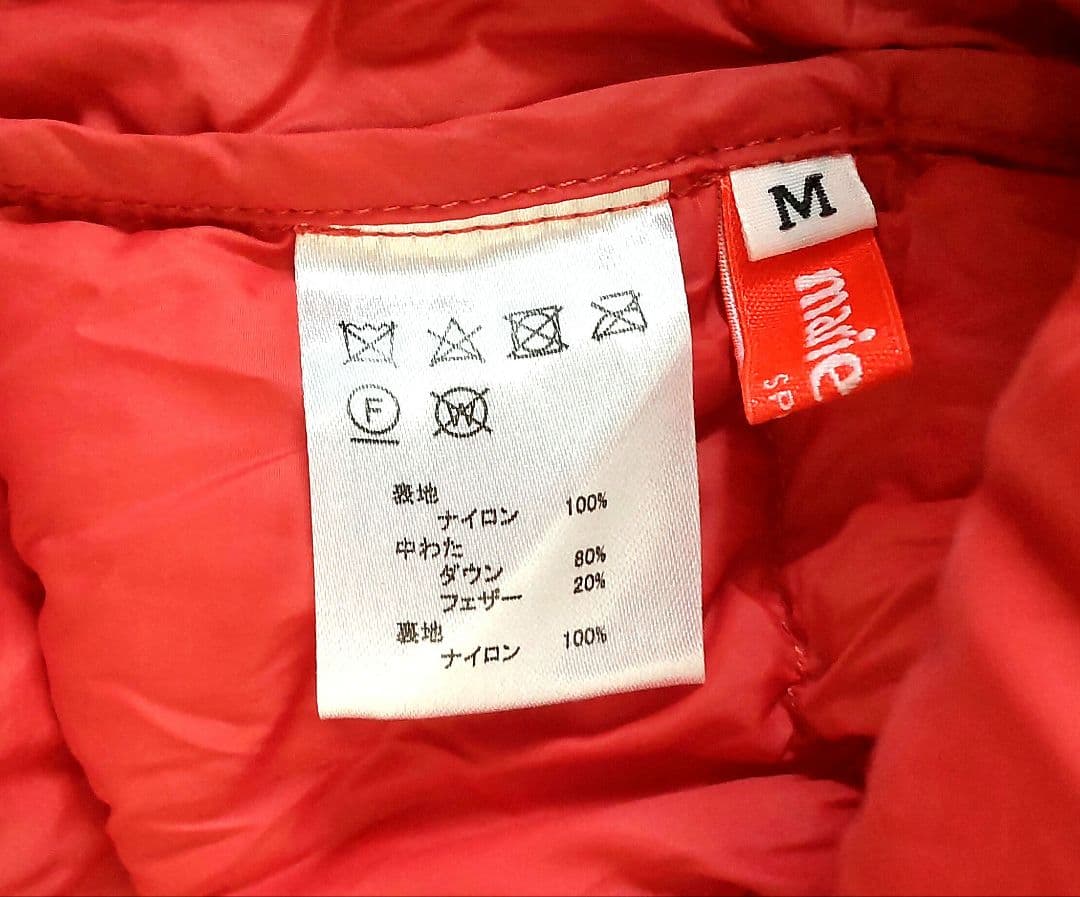 M
marie
SP
F
W
表地
ナイロン 100%
中わた
ダウン 80%
フェザー 20%
裏地
ナイロン 100%